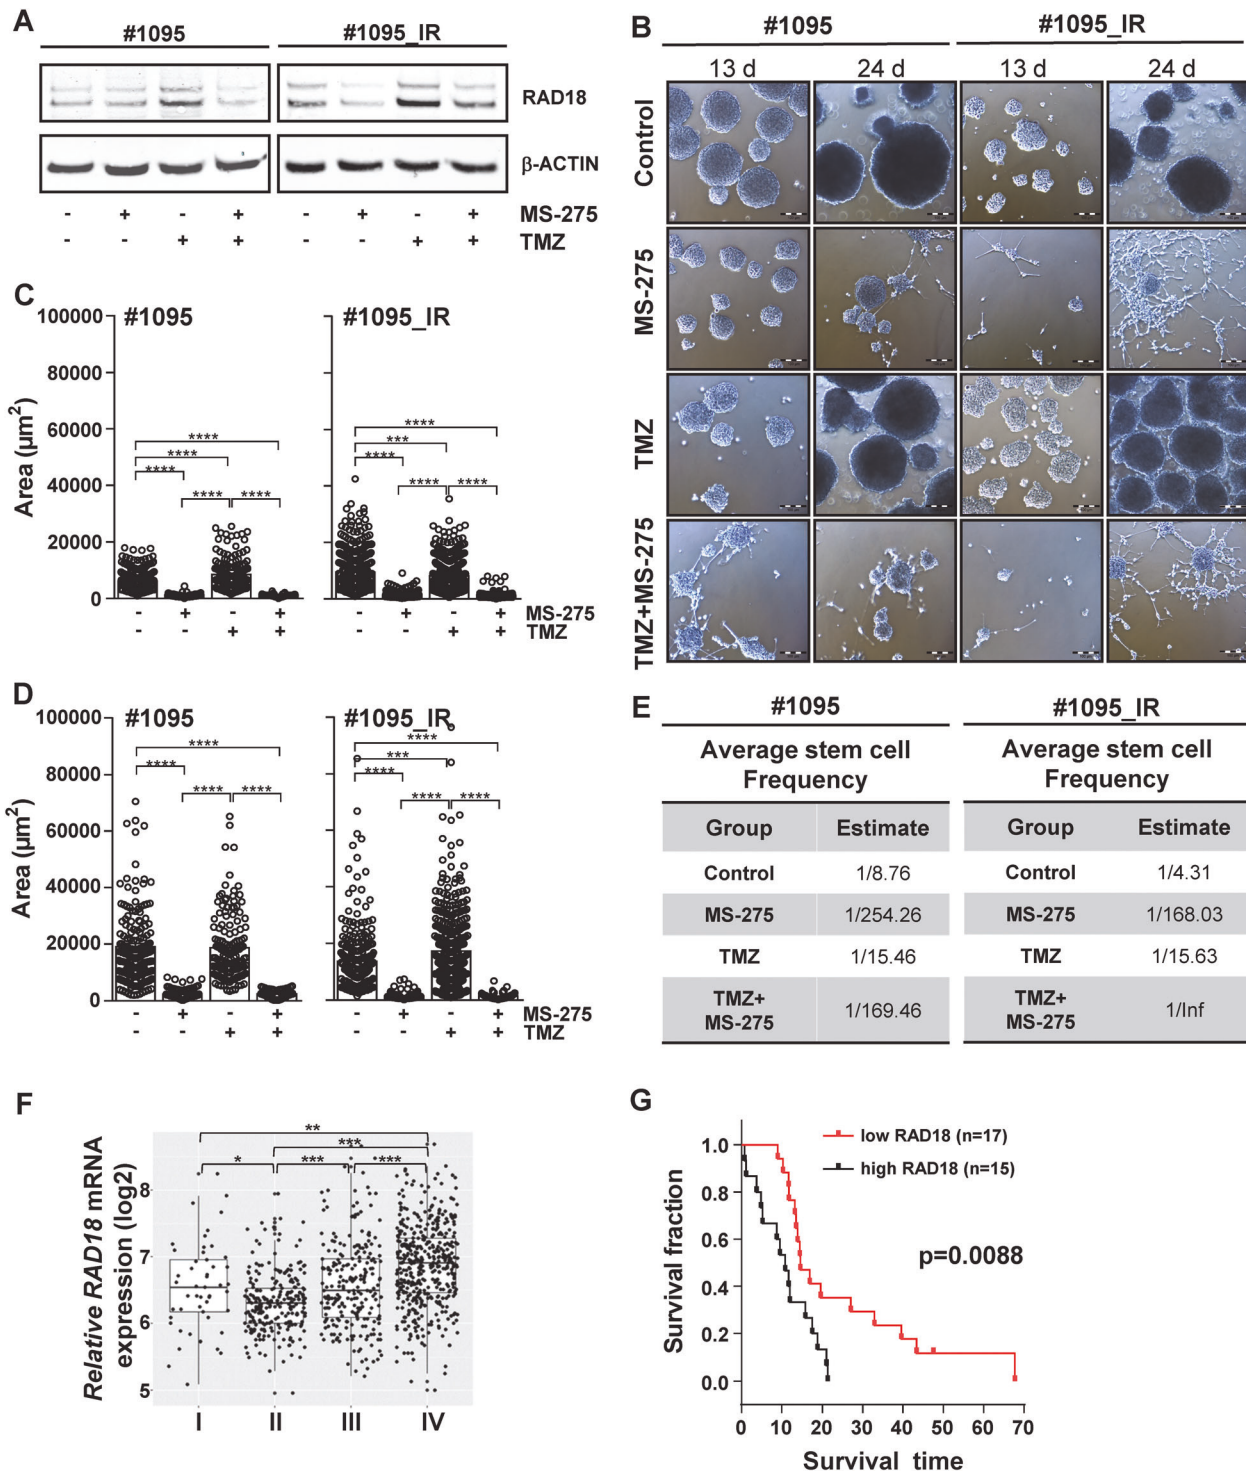 A
#1095
#1095_IR
RAD18
β-ACTIN
- + - + - + - + MS-275
- - + + - - + + TMZ
B
#1095
#1095_IR
13 d 24 d 13 d 24 d
Control
MS-275
TMZ
TMZ+MS-275
C
#1095
#1095_IR
Area (µm²)
100000
80000
60000
40000
20000
0
****
****
****
****
****
****
***
****
****
****
- + - + - + - + MS-275
- - + + - - + + TMZ
D
#1095
#1095_IR
Area (µm²)
100000
80000
60000
40000
20000
0
****
****
****
****
****
***
****
****
****
- + - + - + - + MS-275
- - + + - - + + TMZ
E
#1095
Average stem cell
Frequency
Group Estimate
Control 1/8.76
MS-275 1/254.26
TMZ 1/15.46
TMZ+
MS-275
1/169.46
#1095_IR
Average stem cell
Frequency
Group Estimate
Control 1/4.31
MS-275 1/168.03
TMZ 1/15.63
TMZ+
MS-275
1/Inf
F
Relative RAD18 mRNA
expression (log2)
8
7
6
5
**
***
* *** ***
I II III IV
G
Survival fraction
1.0
0.8
0.6
0.4
0.2
0.0
low RAD18 (n=17)
high RAD18 (n=15)
p=0.0088
0 10 20 30 40 50 60 70
Survival time